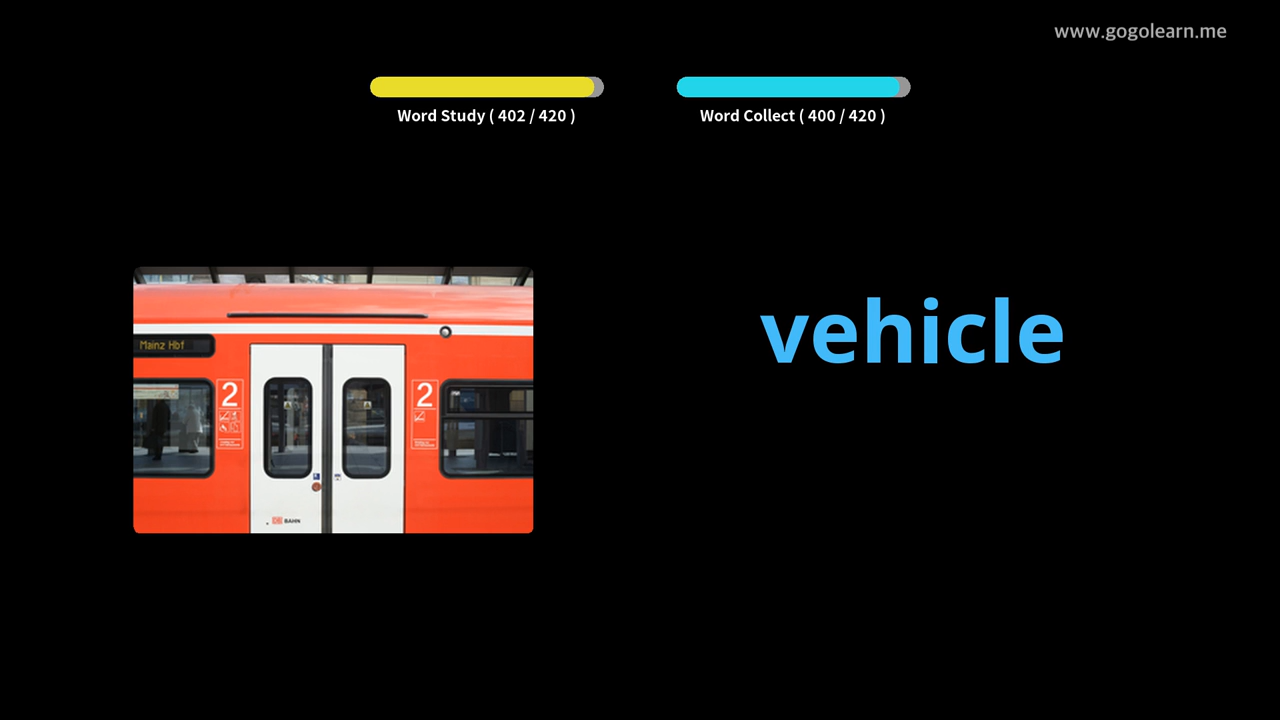 www.gogolearn.me
Word Study ( 402 / 420 )
Word Collect ( 400 / 420 )
vehicle
Mainz Hbf
2
2
DB BAHN